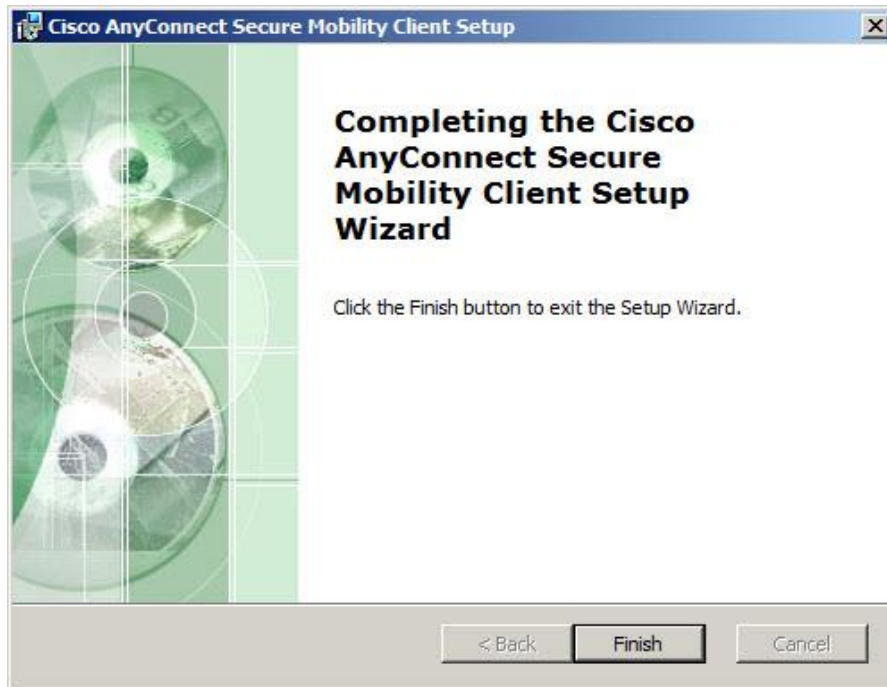 Cisco AnyConnect Secure Mobility Client Setup
Completing the Cisco
AnyConnect Secure
Mobility Client Setup
Wizard
Click the Finish button to exit the Setup Wizard.
< Back
Finish
Cancel